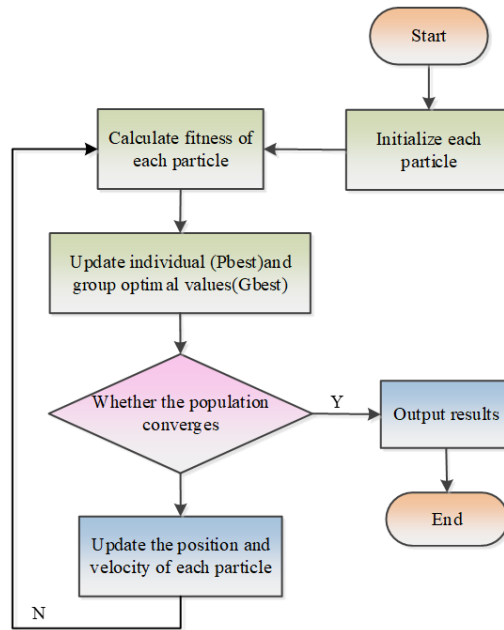 Start
Initialize each
particle
Calculate fitness of
each particle
Update individual (Pbest)and
group optimal values(Gbest)
Whether the population
converges
Y
Output results
End
Update the position and
velocity of each particle
N